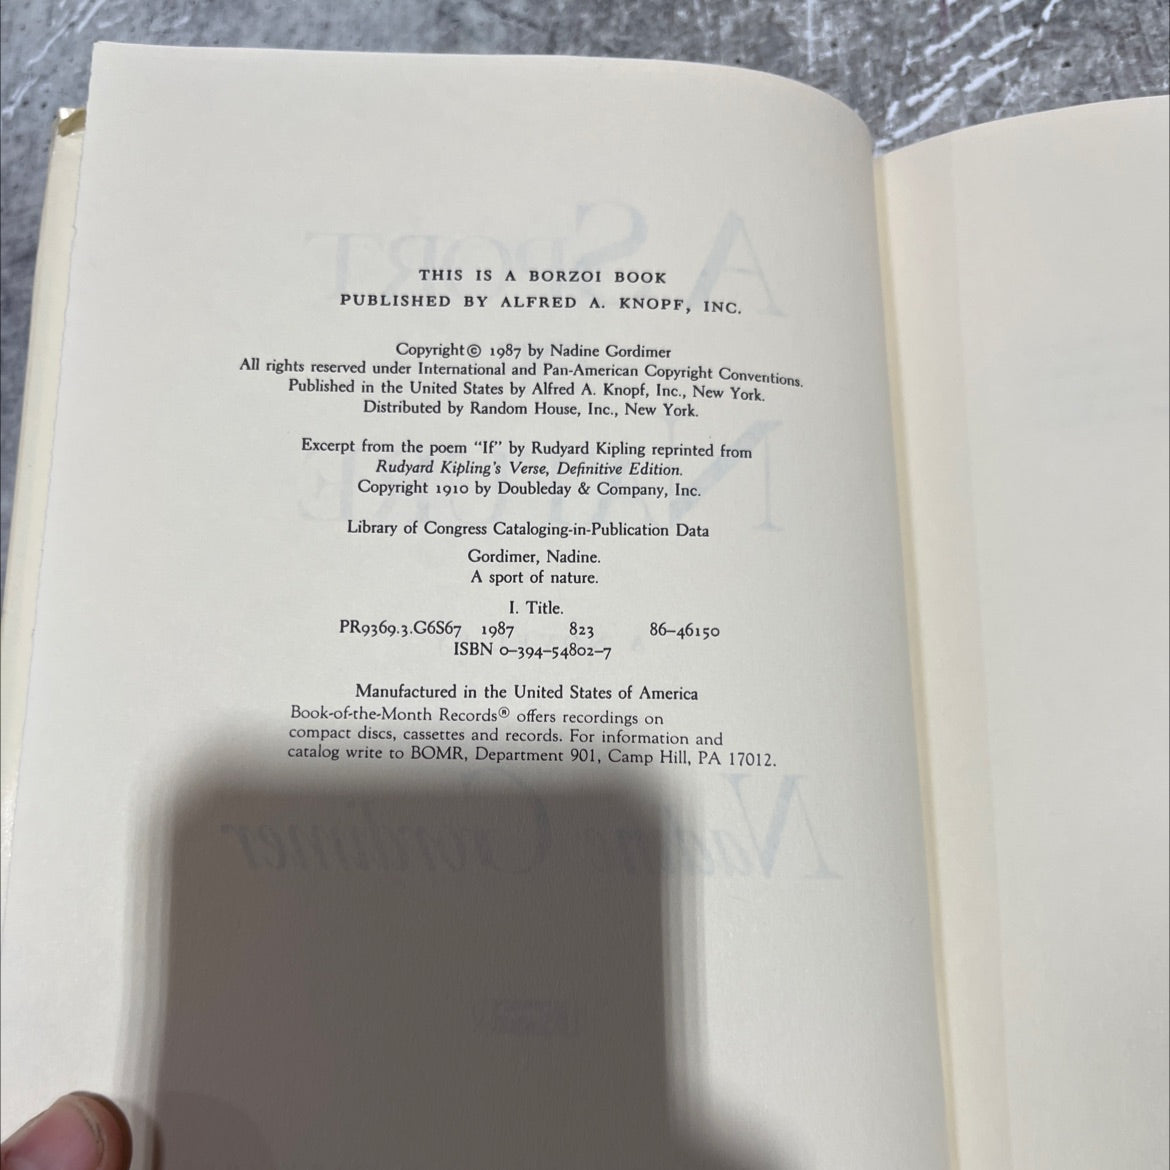 THIS IS A BORZOI BOOK
PUBLISHED BY ALFRED A. KNOPF, INC.
Copyright © 1987 by Nadine Gordimer
All rights reserved under International and Pan-American Copyright Conventions.
Published in the United States by Alfred A. Knopf, Inc., New York.
Distributed by Random House, Inc., New York.
Excerpt from the poem "If" by Rudyard Kipling reprinted from
Rudyard Kipling's Verse, Definitive Edition.
Copyright 1910 by Doubleday & Company, Inc.
Library of Congress Cataloging-in-Publication Data
Gordimer, Nadine.
A sport of nature.
I. Title.
PR9369.3.G6S67 1987 823 86-46150
ISBN 0-394-54802-7
Manufactured in the United States of America
Book-of-the-Month Records® offers recordings on
compact discs, cassettes and records. For information and
catalog write to BOMR, Department 901, Camp Hill, PA 17012.
A SPORT
NATURE
Nadine Gordimer